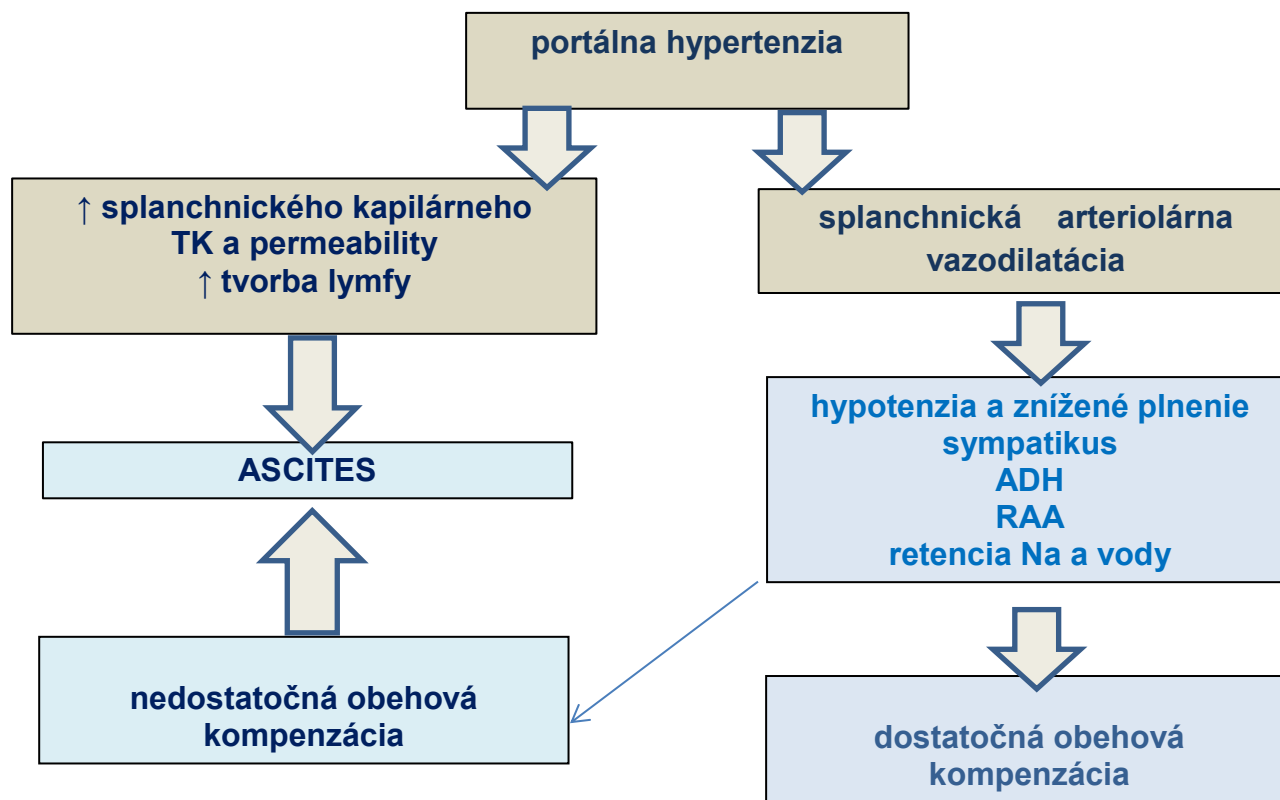 portálna hypertenzia
↑ splanchnického kapilárneho
TK a permeability
↑ tvorba lymfy
splanchnická arteriolárna
vazodilatácia
ASCITES
hypotenzia a znížené plnenie
sympatikus
ADH
RAA
retencia Na a vody
nedostatočná obehová
kompenzácia
dostatočná obehová
kompenzácia